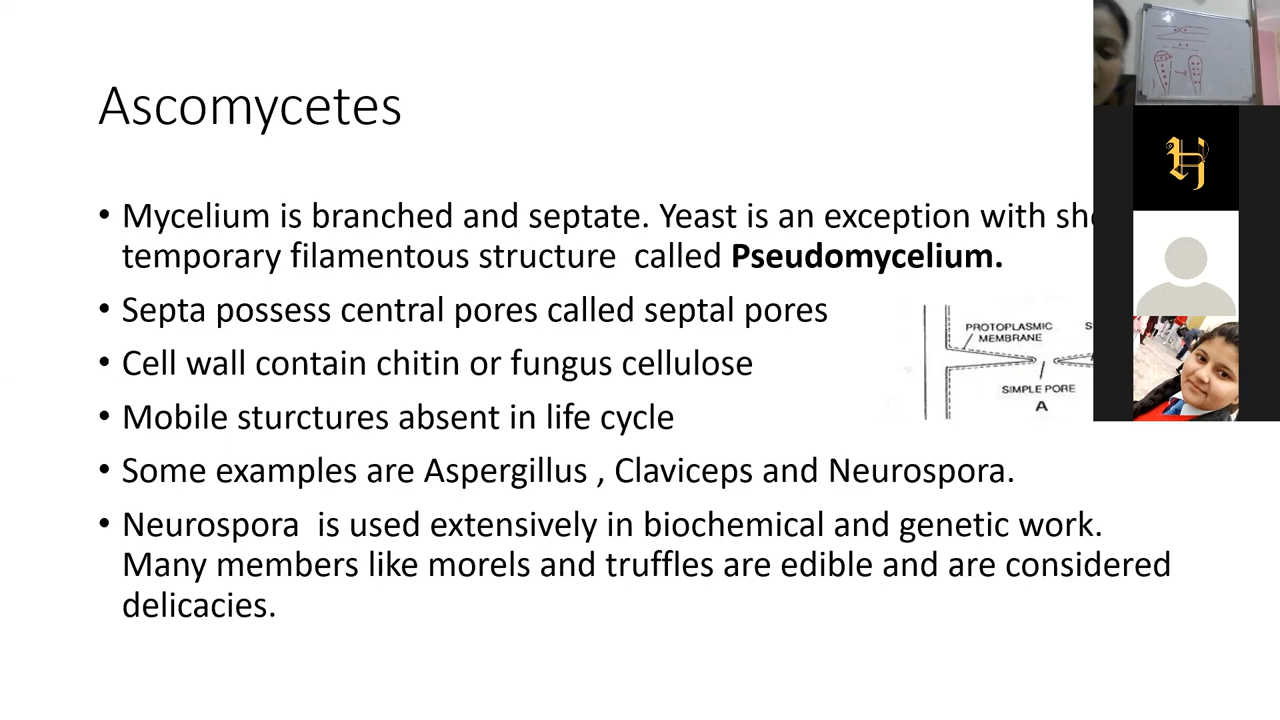 Ascomycetes
• Mycelium is branched and septate. Yeast is an exception with
temporary filamentous structure called Pseudomycelium.
• Septa possess central pores called septal pores
PROTOPLASMIC
MEMBRANE
• Cell wall contain chitin or fungus cellulose
SIMPLE PORE
A
• Mobile sturctures absent in life cycle
• Some examples are Aspergillus , Claviceps and Neurospora.
• Neurospora is used extensively in biochemical and genetic work.
Many members like morels and truffles are edible and are considered
delicacies.